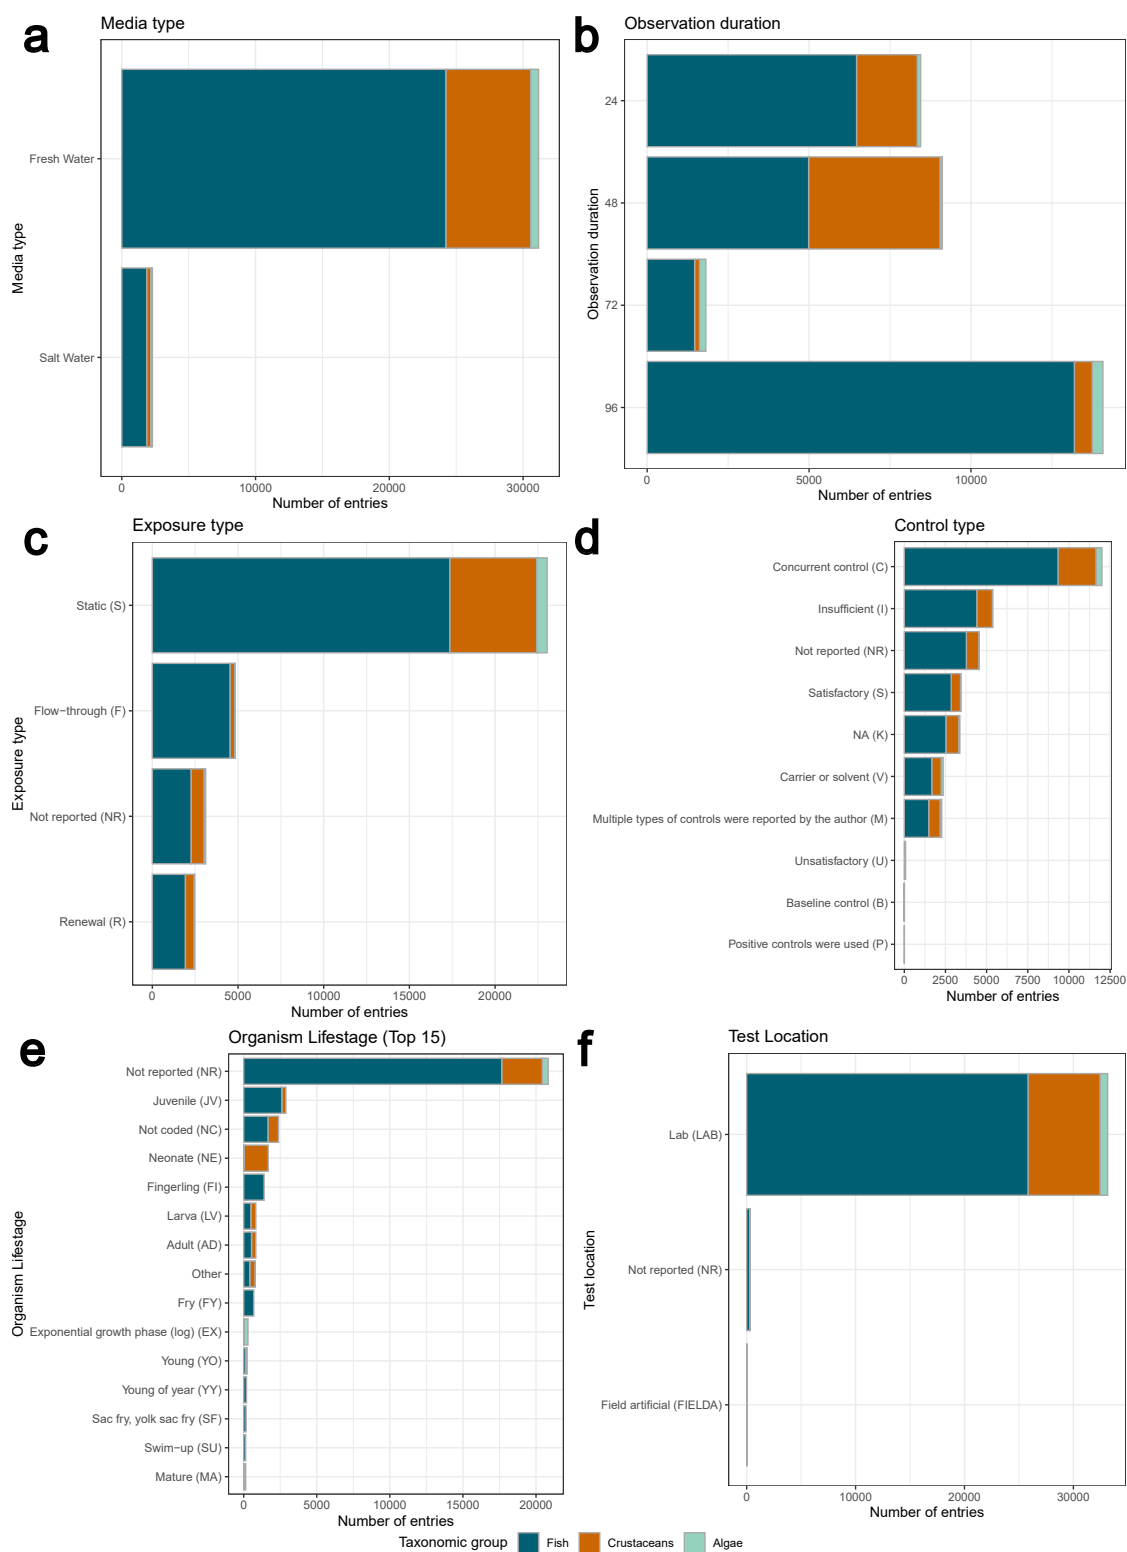 a
Media type
Media type
Fresh Water
Salt Water
0
10000
20000
30000
Number of entries
b
Observation duration
Observation duration
24
48
72
96
0
5000
10000
Number of entries
c
Exposure type
Exposure type
Static (S)
Flow−through (F)
Not reported (NR)
Renewal (R)
0
5000
10000
15000
20000
Number of entries
d
Control type
Concurrent control (C)
Insufficient (I)
Not reported (NR)
Satisfactory (S)
NA (K)
Carrier or solvent (V)
Multiple types of controls were reported by the author (M)
Unsatisfactory (U)
Baseline control (B)
Positive controls were used (P)
0
2500
5000
7500
10000
12500
Number of entries
e
Organism Lifestage (Top 15)
Organism Lifestage
Not reported (NR)
Juvenile (JV)
Not coded (NC)
Neonate (NE)
Fingerling (FI)
Larva (LV)
Adult (AD)
Other
Fry (FY)
Exponential growth phase (log) (EX)
Young (YO)
Young of year (YY)
Sac fry, yolk sac fry (SF)
Swim−up (SU)
Mature (MA)
0
5000
10000
15000
20000
Number of entries
f
Test Location
Test location
Lab (LAB)
Not reported (NR)
Field artificial (FIELDA)
0
10000
20000
30000
Number of entries
Taxonomic group
Fish
Crustaceans
Algae